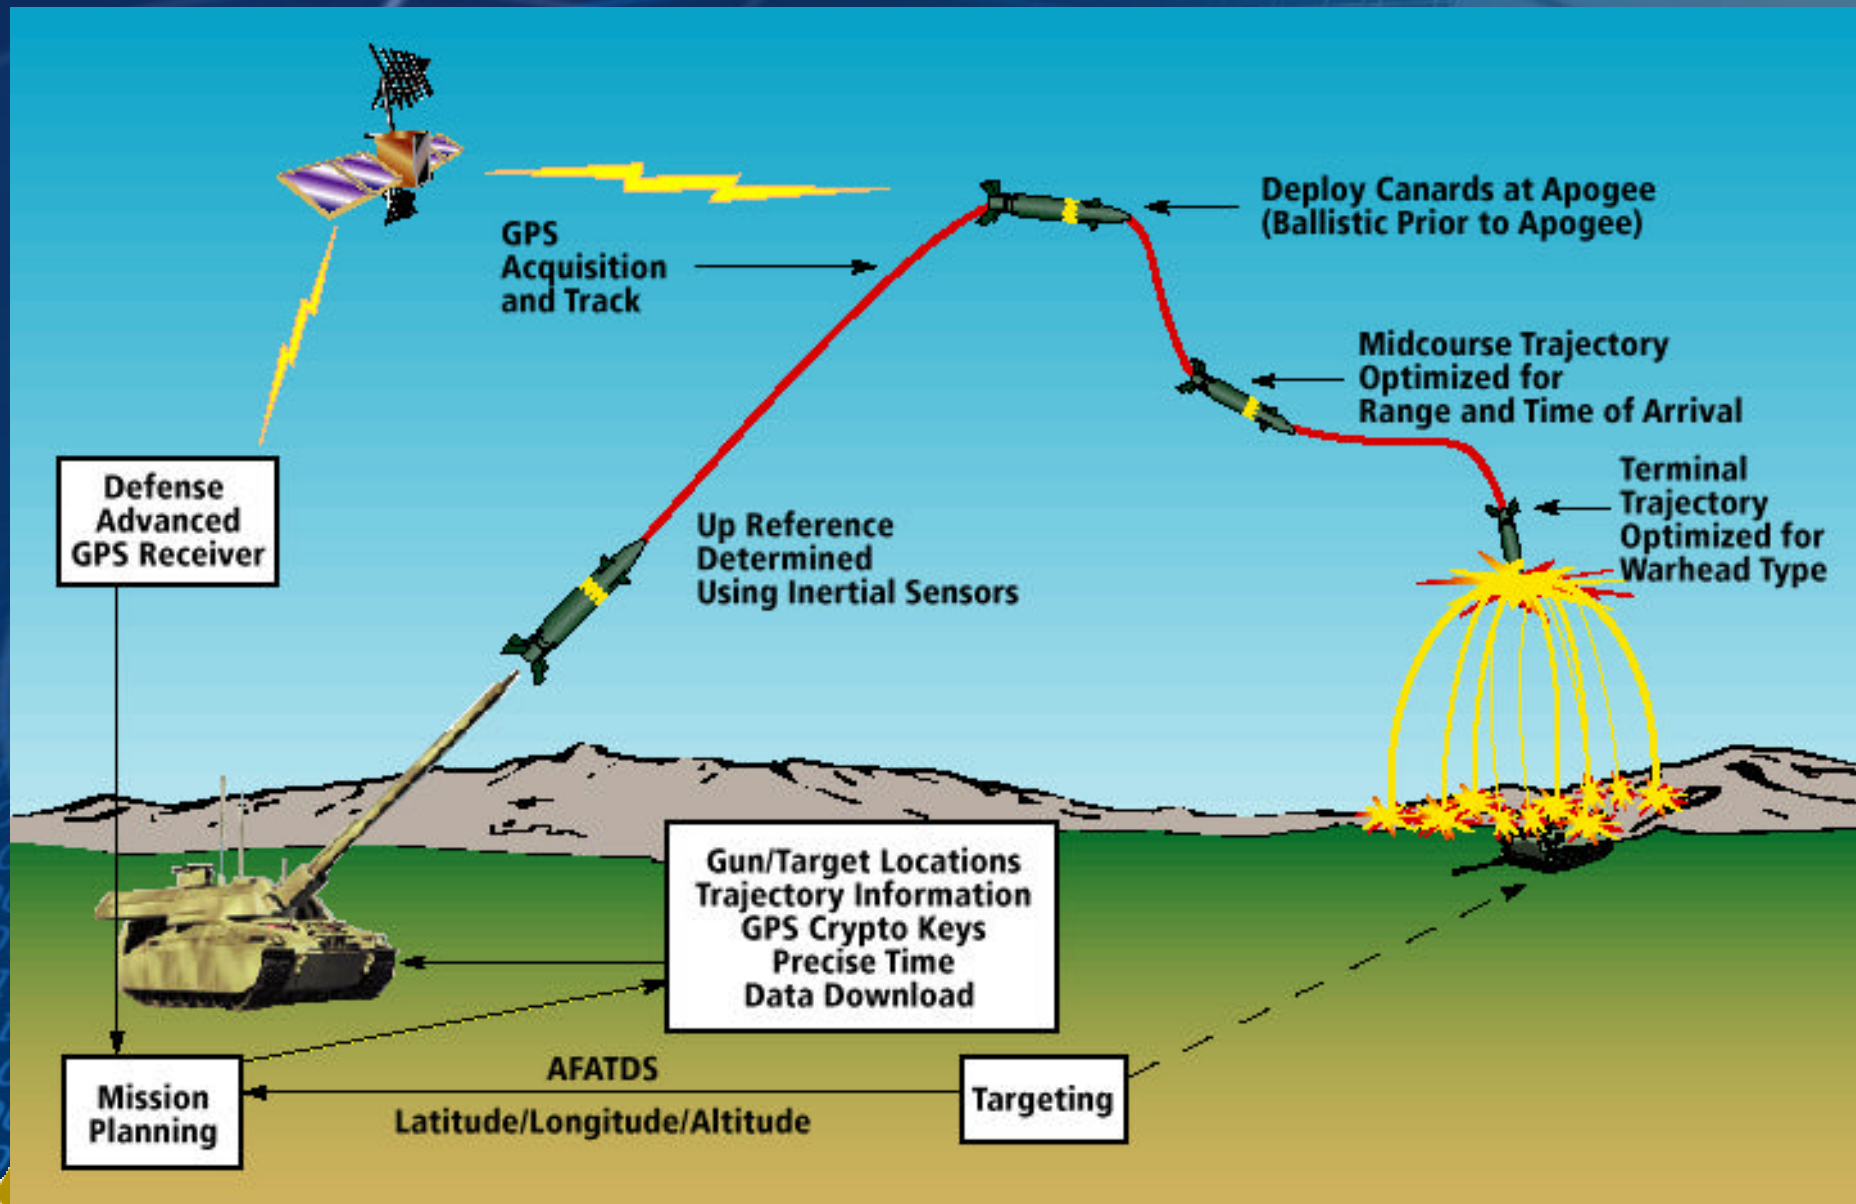 Deploy Canards at Apogee
(Ballistic Prior to Apogee)
GPS
Acquisition
and Track
Midcourse Trajectory
Optimized for
Range and Time of Arrival
Terminal
Trajectory
Optimized for
Warhead Type
Defense
Advanced
GPS Receiver
Up Reference
Determined
Using Inertial Sensors
Gun/Target Locations
Trajectory Information
GPS Crypto Keys
Precise Time
Data Download
Mission
Planning
AFATDS
Latitude/Longitude/Altitude
Targeting